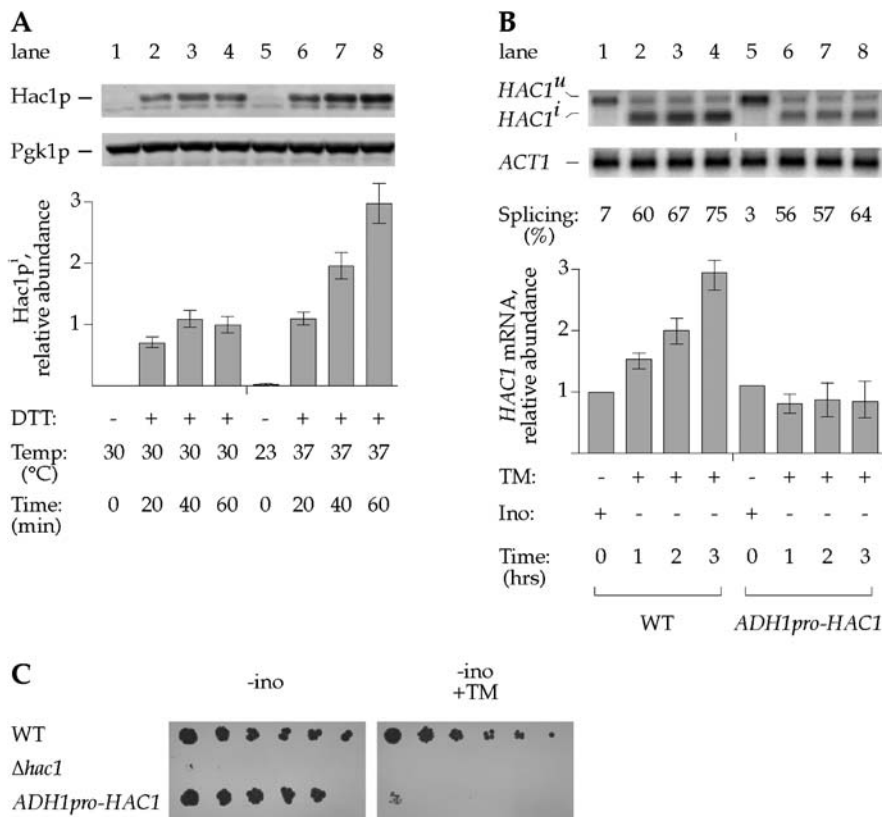 A
lane 1 2 3 4 5 6 7 8
Hac1p –
Pgk1p –
Hac1pⁱ,
relative abundance
3
2
1
DTT: - + + + - + + +
Temp: 30 30 30 30 23 37 37 37
(°C)
Time: 0 20 40 60 0 20 40 60
(min)
B
lane 1 2 3 4 5 6 7 8
HAC1ᵘ
HAC1ⁱ
ACT1 –
Splicing: 7 60 67 75 3 56 57 64
(%)
HAC1 mRNA,
relative abundance
3
2
1
TM: - + + + - + + +
Ino: + - - - + - - -
Time: 0 1 2 3 0 1 2 3
(hrs)
WT ADH1pro-HAC1
C
-ino -ino
+TM
WT
Δhac1
ADH1pro-HAC1